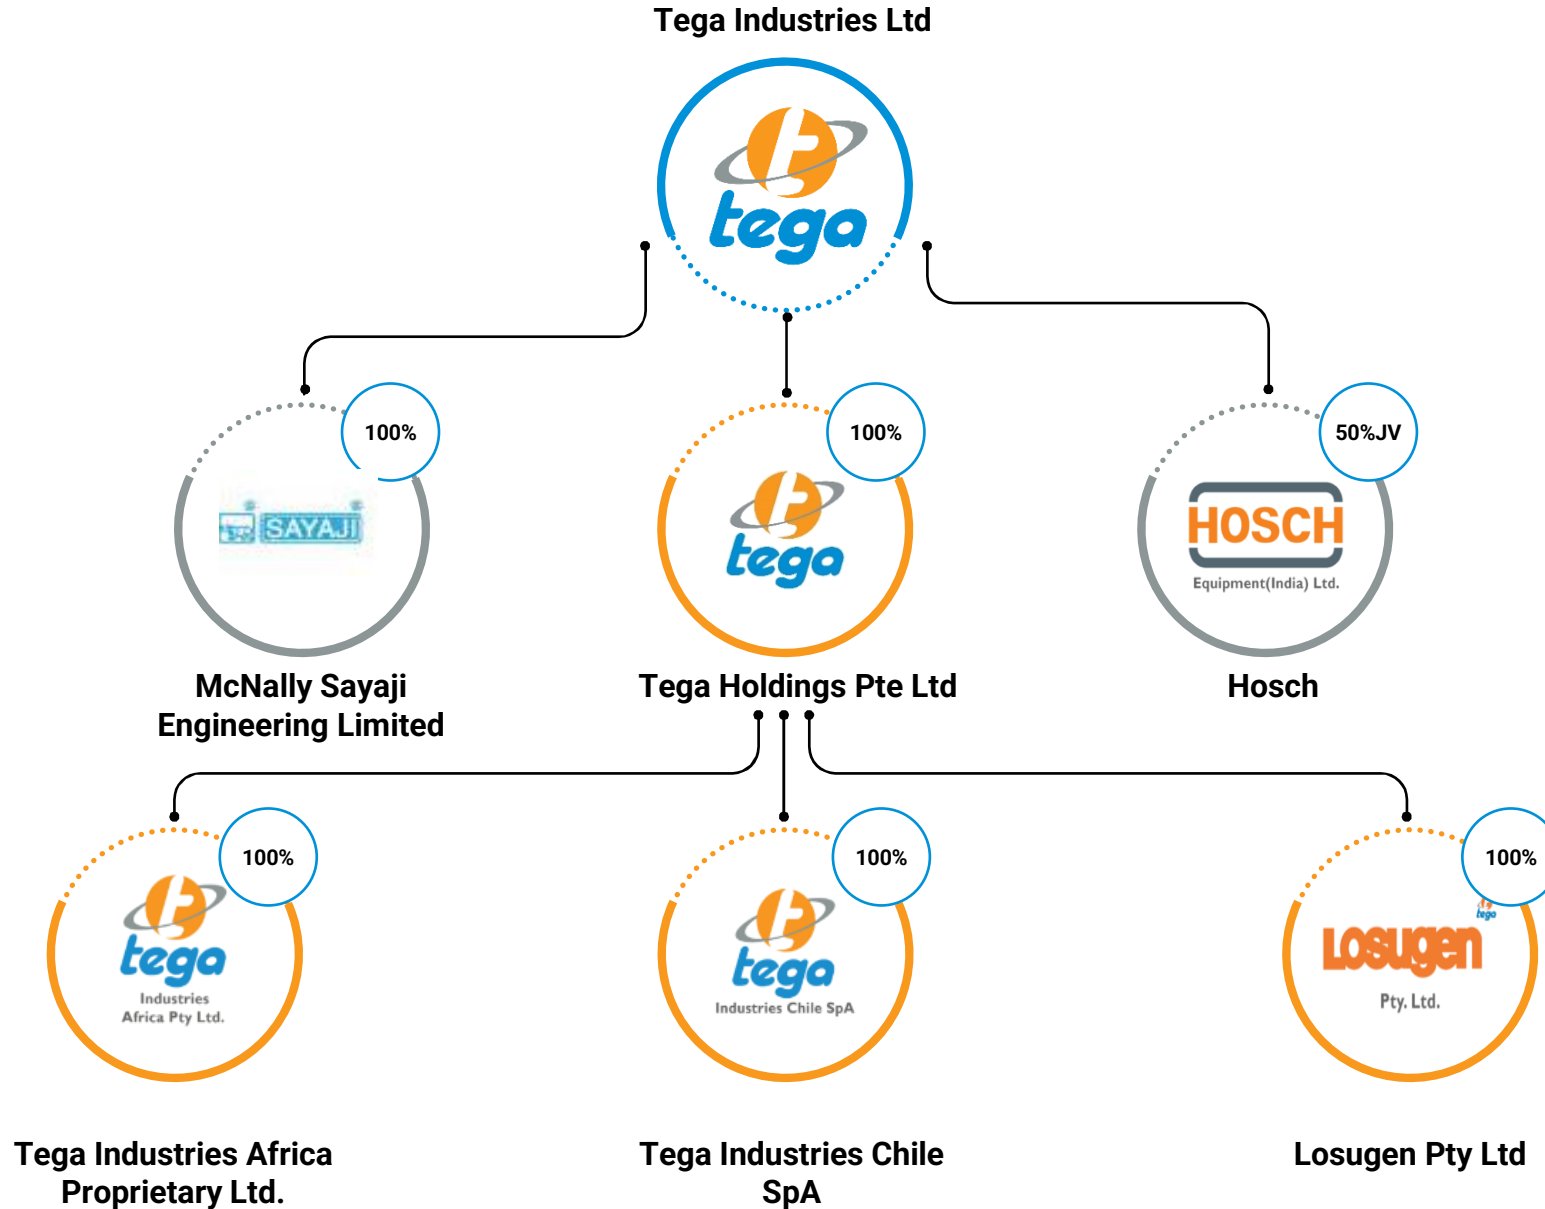 Tega Industries Ltd
tega
100%
100%
50%JV
SAYAJI
tega
HOSCH
Equipment(India) Ltd.
McNally Sayaji
Engineering Limited
Tega Holdings Pte Ltd
Hosch
100%
100%
100%
tega
Industries
Africa Pty Ltd.
tega
Industries Chile SpA
tega
Losugen
Pty. Ltd.
Tega Industries Africa
Proprietary Ltd.
Tega Industries Chile
SpA
Losugen Pty Ltd